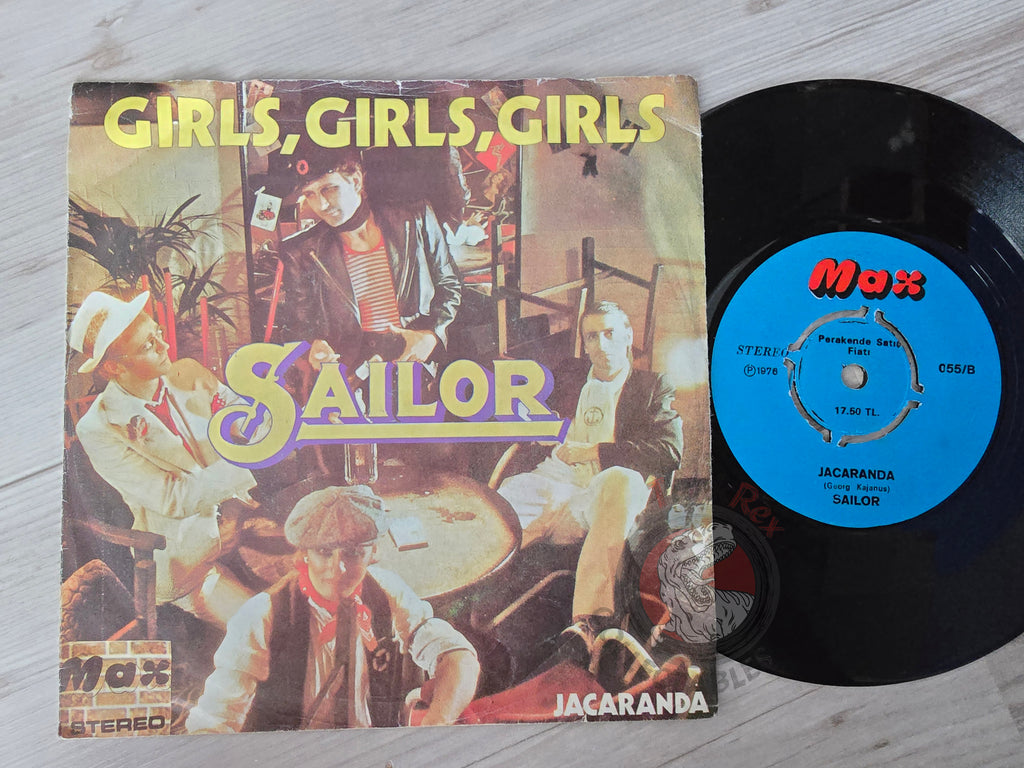 GIRLS, GIRLS, GIRLS
SAILOR
Max
STEREO
JACARANDA
Max
Perakende Satış
Fiatı
STEREO
Ⓟ1976
055/B
17.50 TL.
JACARANDA
(Georg Kajanus)
SAILOR
Rex